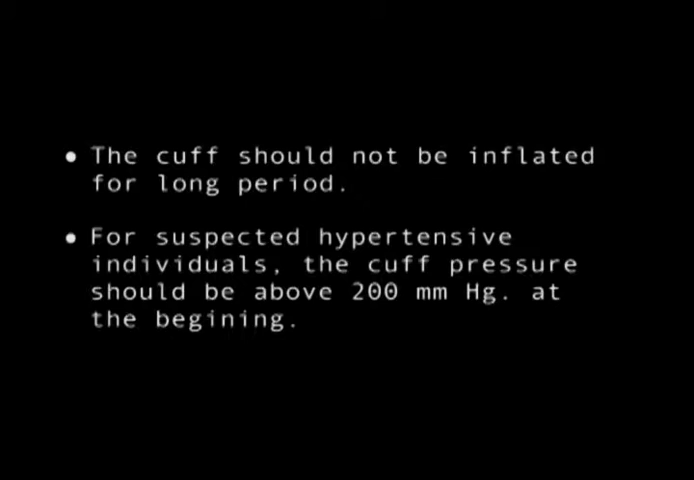 • The cuff should not be inflated
for long period.
• For suspected hypertensive
individuals, the cuff pressure
should be above 200 mm Hg. at
the begining.